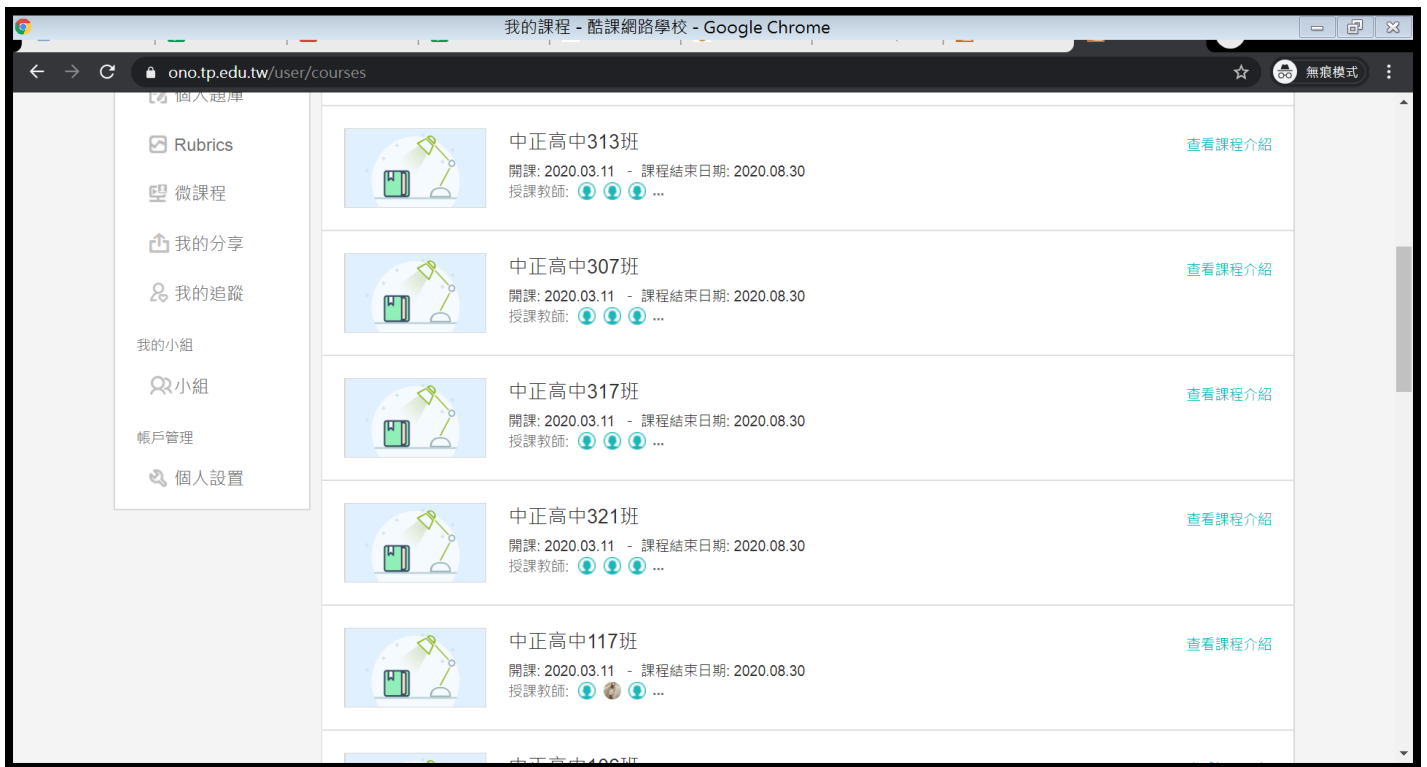 我的課程 - 酷課網路學校 - Google Chrome
ono.tp.edu.tw/user/courses
無痕模式
個人題庫
Rubrics
微課程
我的分享
我的追蹤
我的小組
小組
帳戶管理
個人設置
中正高中313班
查看課程介紹
開課: 2020.03.11 - 課程結束日期: 2020.08.30
授課教師: ...
中正高中307班
查看課程介紹
開課: 2020.03.11 - 課程結束日期: 2020.08.30
授課教師: ...
中正高中317班
查看課程介紹
開課: 2020.03.11 - 課程結束日期: 2020.08.30
授課教師: ...
中正高中321班
查看課程介紹
開課: 2020.03.11 - 課程結束日期: 2020.08.30
授課教師: ...
中正高中117班
查看課程介紹
開課: 2020.03.11 - 課程結束日期: 2020.08.30
授課教師: ...